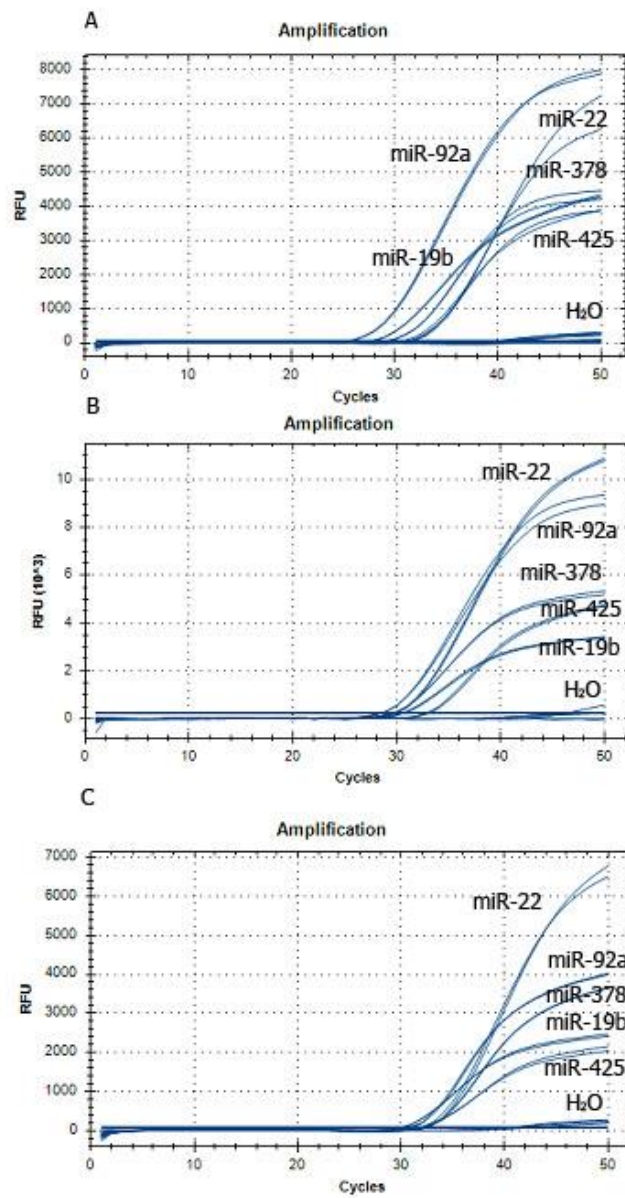 A
Amplification
8000
7000
6000
5000
4000
3000
2000
1000
0
RFU
miR-92a
miR-22
miR-378
miR-19b
miR-425
H₂O
0 10 20 30 40 50
Cycles
B
Amplification
10
8
6
4
2
0
RFU (10^3)
miR-22
miR-92a
miR-378
miR-425
miR-19b
H₂O
0 10 20 30 40 50
Cycles
C
Amplification
7000
6000
5000
4000
3000
2000
1000
0
RFU
miR-22
miR-92a
miR-378
miR-19b
miR-425
H₂O
0 10 20 30 40 50
Cycles